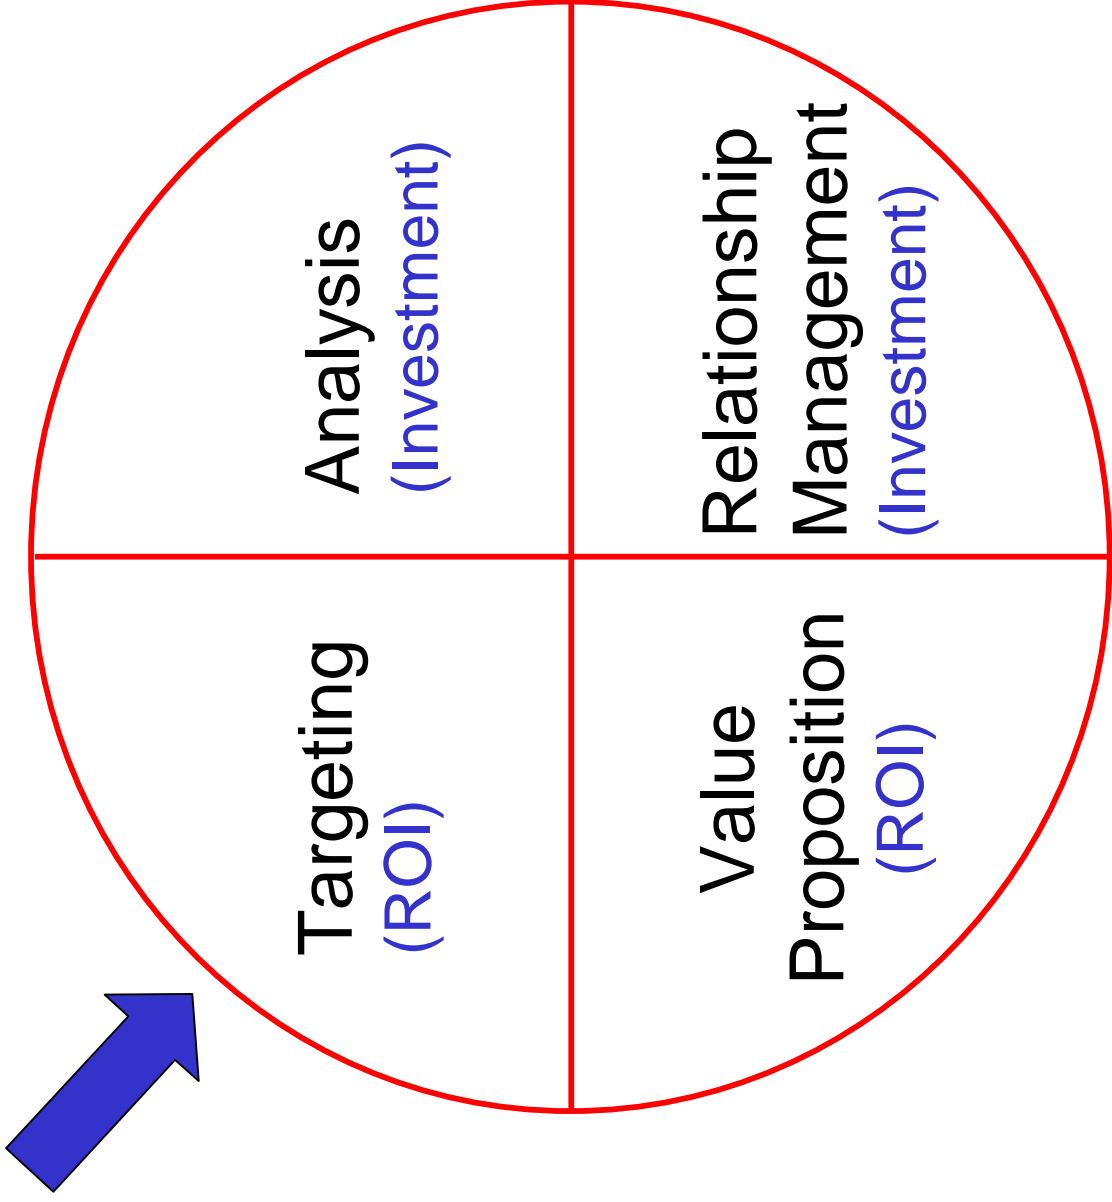 Targeting
(ROI)
Analysis
(Investment)
Value
Proposition
(ROI)
Relationship
Management
(Investment)